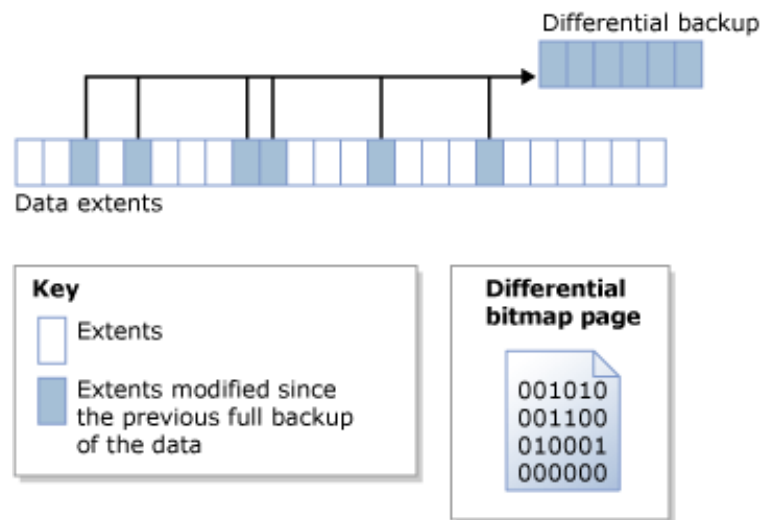 Differential backup
Data extents
Key
Extents
Extents modified since
the previous full backup
of the data
Differential
bitmap page
001010
001100
010001
000000